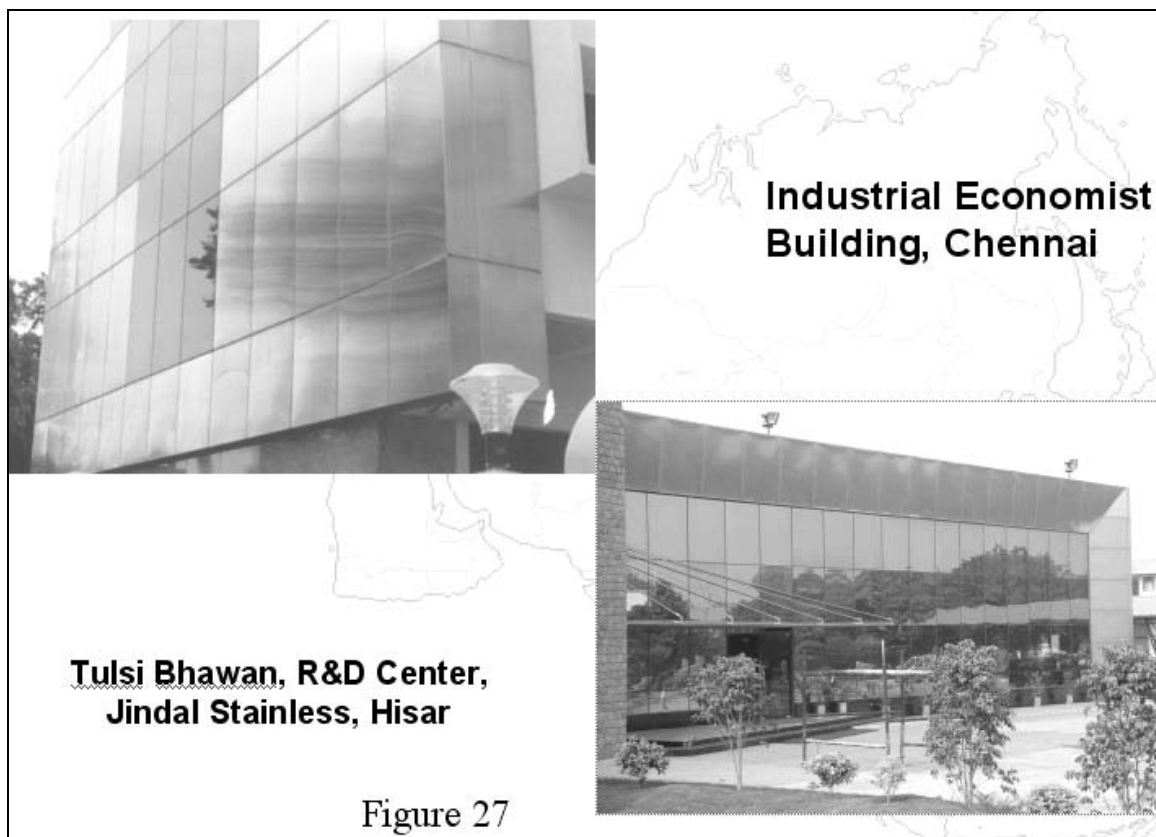 Industrial Economist
Building, Chennai
Tulsi Bhawan, R&D Center,
Jindal Stainless, Hisar
Figure 27